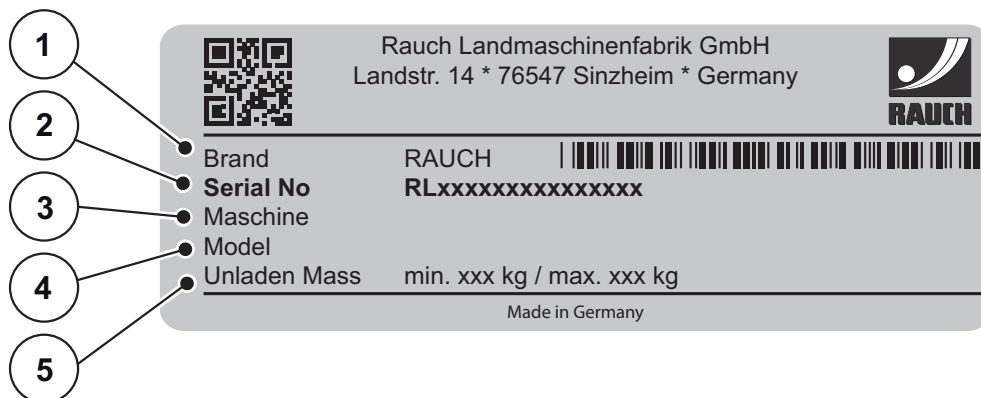 Rauch Landmaschinenfabrik GmbH
Landstr. 14 * 76547 Sinzheim * Germany
RAUCH
1
Brand RAUCH
2
Serial No RLxxxxxxxxxxxxxxx
3
Maschine
4
Model
5
Unladen Mass min. xxx kg / max. xxx kg
Made in Germany